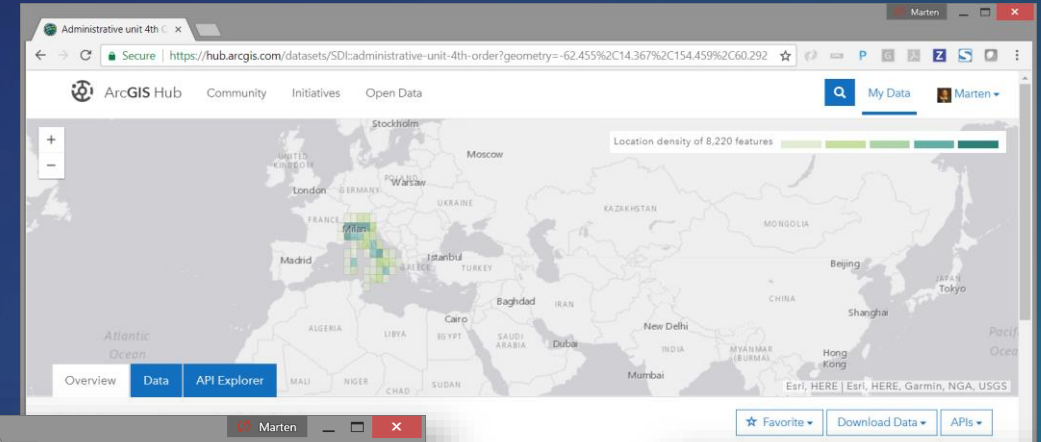 Marten
Administrative unit 4th
Secure | https://hub.arcgis.com/datasets/SDI::administrative-unit-4th-order?geometry=-62.455%2C14.367%2C154.459%2C60.292
ArcGIS Hub Community Initiatives Open Data My Data Marten
Location density of 8,220 features
Stockholm
Moscow
UNITED KINGDOM
London GERMANY POLAND Warsaw
UKRAINE
KAZAKHSTAN
FRANCE Milan
MONGOLIA
Madrid GREECE Istanbul TURKEY
Beijing
JAPAN Tokyo
Baghdad IRAN
CHINA
Shanghai
Cairo
ALGERIA LIBYA EGYPT SAUDI ARABIA Dubai
New Delhi
INDIA MYANMAR (BURMA) Hong Kong
Atlantic Ocean
Pacif
Ocea
Mumbai
MALI NIGER CHAD SUDAN
Overview Data API Explorer
Esri, HERE | Esri, HERE, Garmin, NGA, USGS
Marten
Favorite Download Data APIs